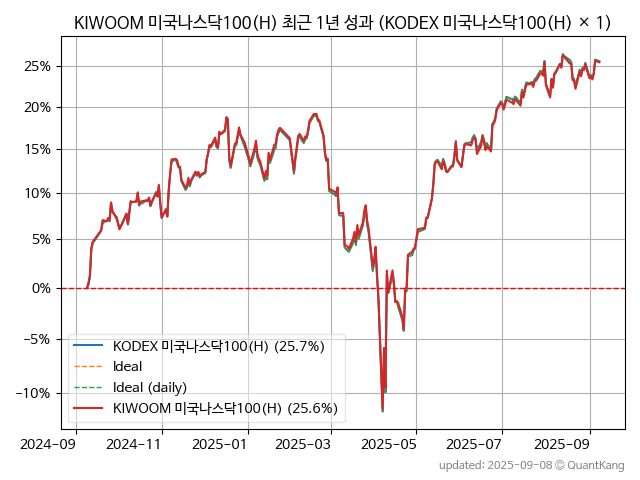 KIWOOM 미국나스닥100(H) 최근 1년 성과 (KODEX 미국나스닥100(H) × 1)
25%
20%
15%
10%
5%
0%
−5%
−10%
KODEX 미국나스닥100(H) (25.7%)
Ideal
Ideal (daily)
KIWOOM 미국나스닥100(H) (25.6%)
2024−09
2024−11
2025−01
2025−03
2025−05
2025−07
2025−09
updated: 2025-09-08 © QuantKang